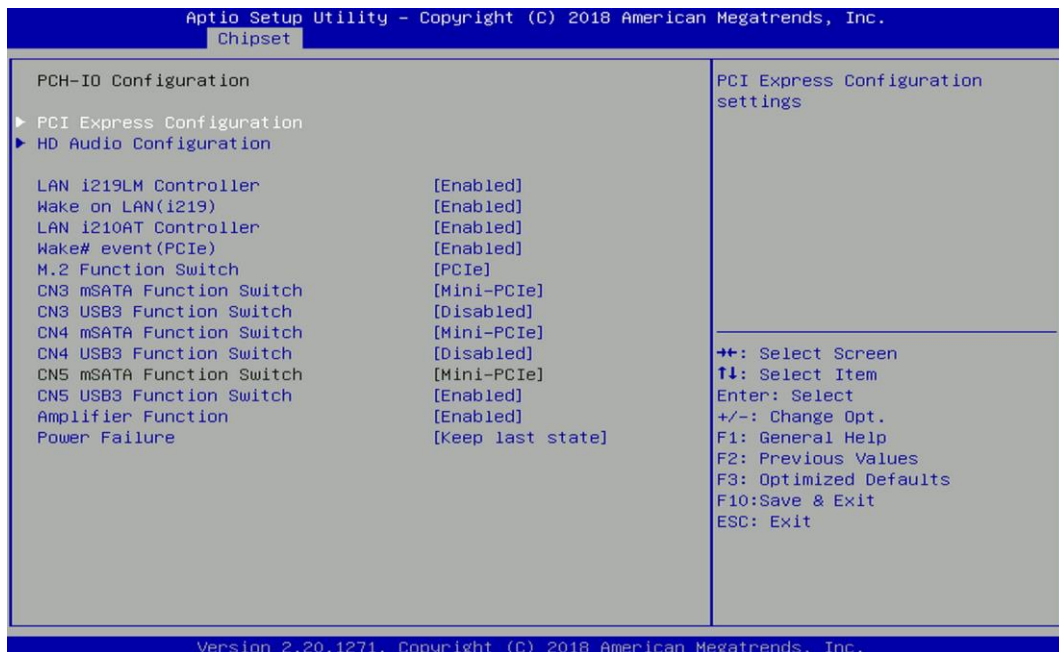 Aptio Setup Utility – Copyright (C) 2018 American Megatrends, Inc.
Chipset
PCH-IO Configuration
PCI Express Configuration
HD Audio Configuration
LAN i219LM Controller [Enabled]
Wake on LAN(i219) [Enabled]
LAN i210AT Controller [Enabled]
Wake# event(PCIe) [Enabled]
M.2 Function Switch [PCIe]
CN3 mSATA Function Switch [Mini-PCIe]
CN3 USB3 Function Switch [Disabled]
CN4 mSATA Function Switch [Mini-PCIe]
CN4 USB3 Function Switch [Disabled]
CN5 mSATA Function Switch [Mini-PCIe]
CN5 USB3 Function Switch [Enabled]
Amplifier Function [Enabled]
Power Failure [Keep last state]
PCI Express Configuration
settings
→←: Select Screen
↑↓: Select Item
Enter: Select
+/-: Change Opt.
F1: General Help
F2: Previous Values
F3: Optimized Defaults
F10:Save & Exit
ESC: Exit
Version 2.20.1271. Copyright (C) 2018 American Megatrends, Inc.